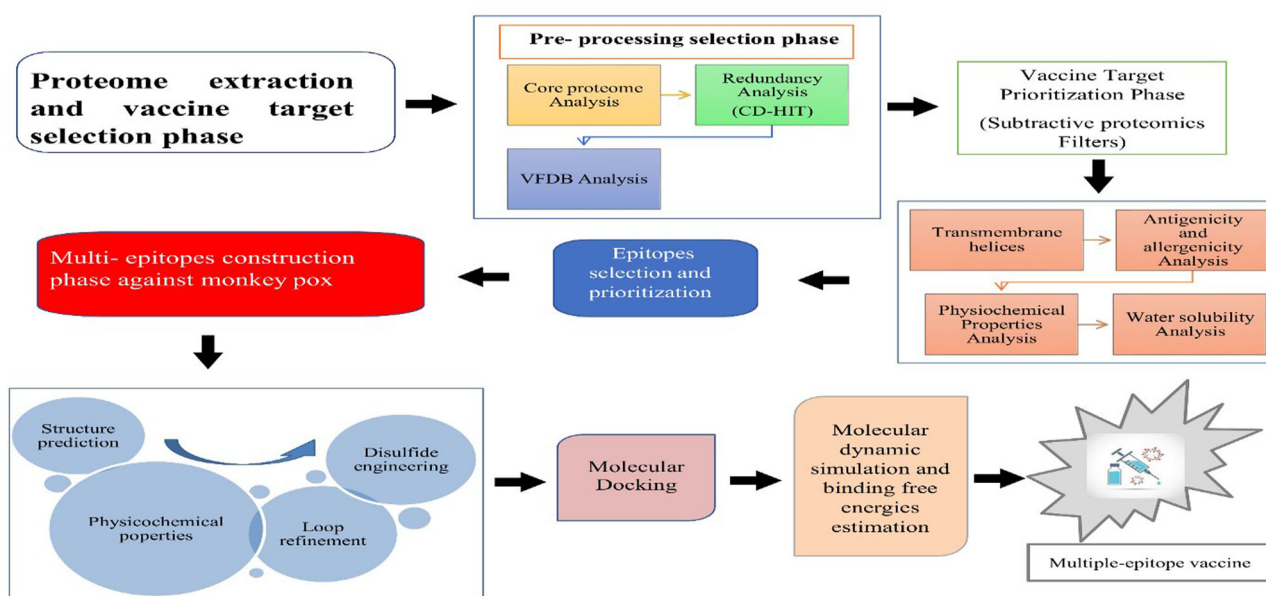 Proteome extraction
and vaccine target
selection phase
Pre- processing selection phase
Core proteome
Analysis
Redundancy
Analysis
(CD-HIT)
VFDB Analysis
Vaccine Target
Prioritization Phase
(Subtractive proteomics
Filters)
Transmembrane
helices
Antigenicity
and
allergenicity
Analysis
Physiochemical
Properties
Analysis
Water solubility
Analysis
Epitopes
selection and
prioritization
Multi- epitopes construction
phase against monkey pox
Structure
prediction
Physicochemical
poperties
Loop
refinement
Disulfide
engineering
Molecular
Docking
Molecular
dynamic
simulation and
binding free
energies
estimation
Multiple-epitope vaccine